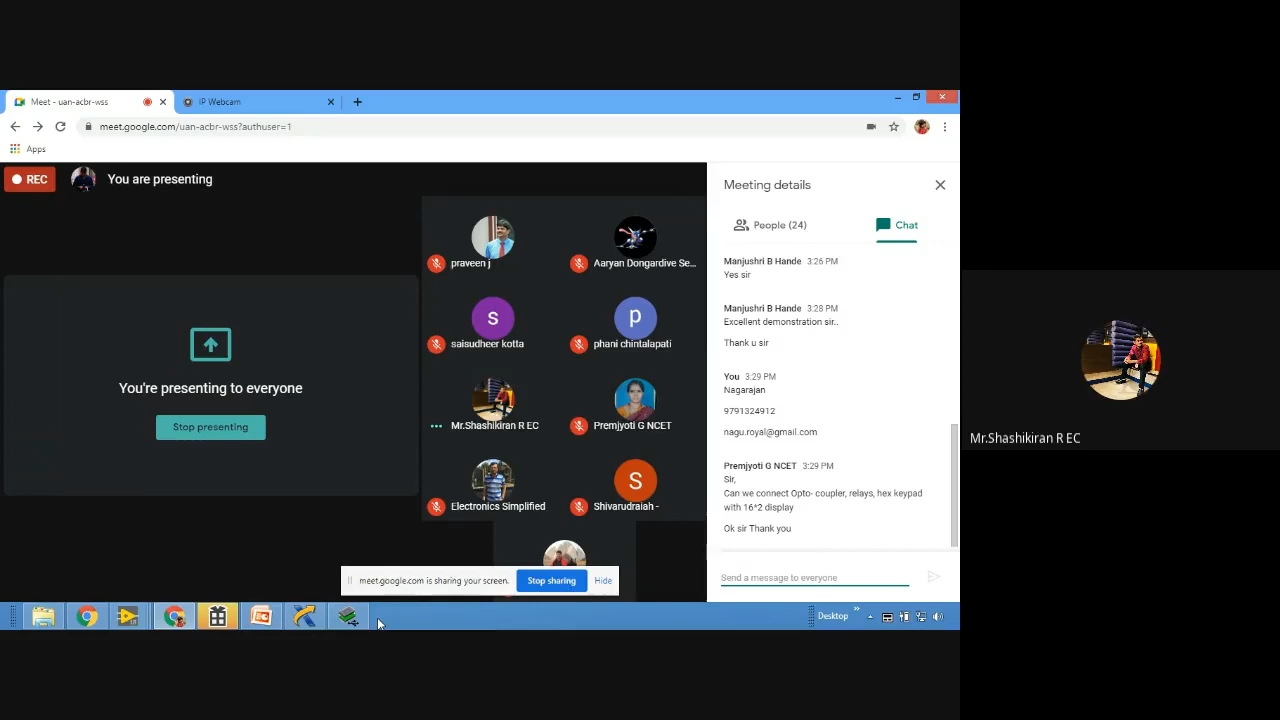 Meet - uan-acbr-wss
IP Webcam
meet.google.com/uan-acbr-wss?authuser=1
Apps
REC
You are presenting
You're presenting to everyone
Stop presenting
praveen j
Aaryan Dongardive Se...
s
saisudheer kotta
p
phani chintalapati
Mr.Shashikiran R EC
Premjyoti G NCET
Electronics Simplified
S
Shivarudraiah -
Meeting details
People (24)
Chat
Manjushri B Hande 3:26 PM
Yes sir
Manjushri B Hande 3:28 PM
Excellent demonstration sir..
Thank u sir
You 3:29 PM
Nagarajan
9791324912
nagu.royal@gmail.com
Premjyoti G NCET 3:29 PM
Sir,
Can we connect Opto- coupler, relays, hex keypad
with 16*2 display
Ok sir Thank you
Send a message to everyone
meet.google.com is sharing your screen.
Stop sharing
Hide
Desktop
Mr.Shashikiran R EC